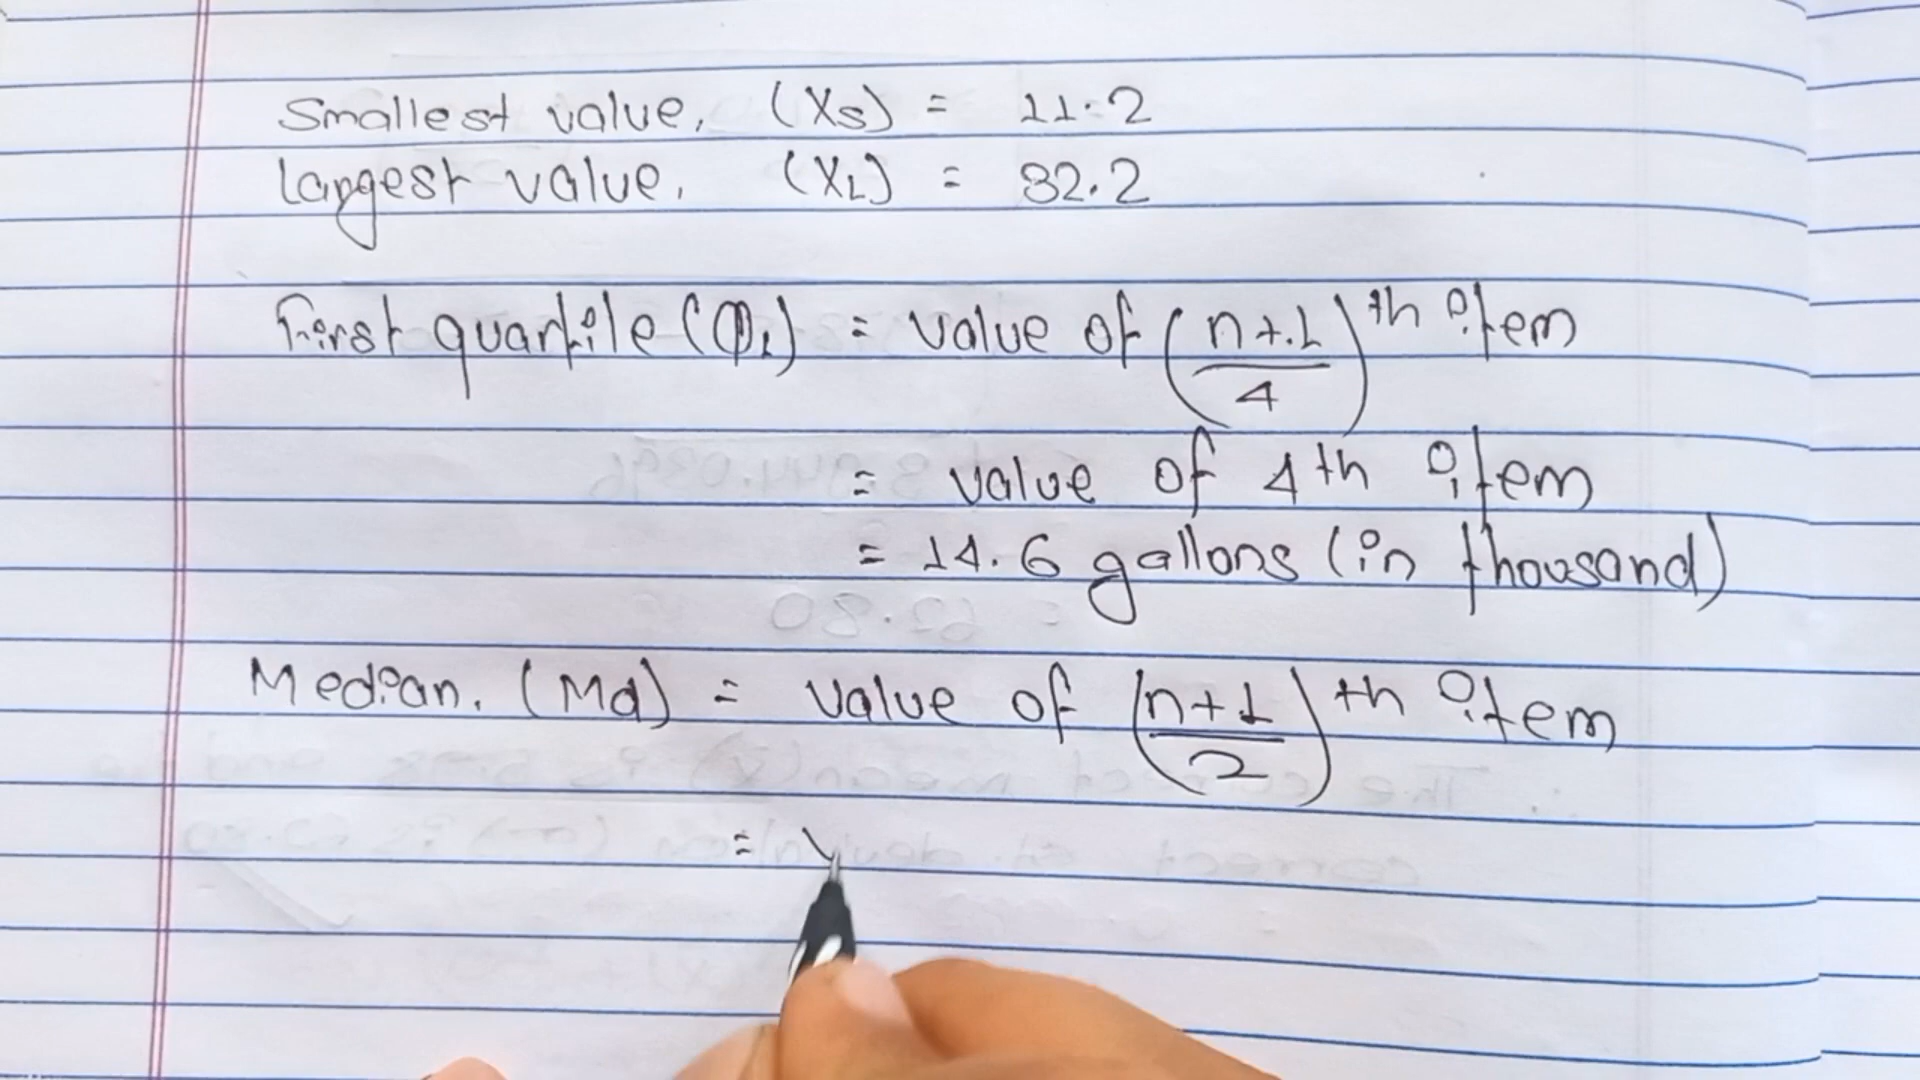 Smallest value, (Xs) = 11.2
Largest value, (XL) = 32.2
First quartile (Q1) = value of (n+1/4)th item
= value of 4th item
= 14.6 gallons (in thousand)
Median, (Md) = value of (n+1/2)th item
= v